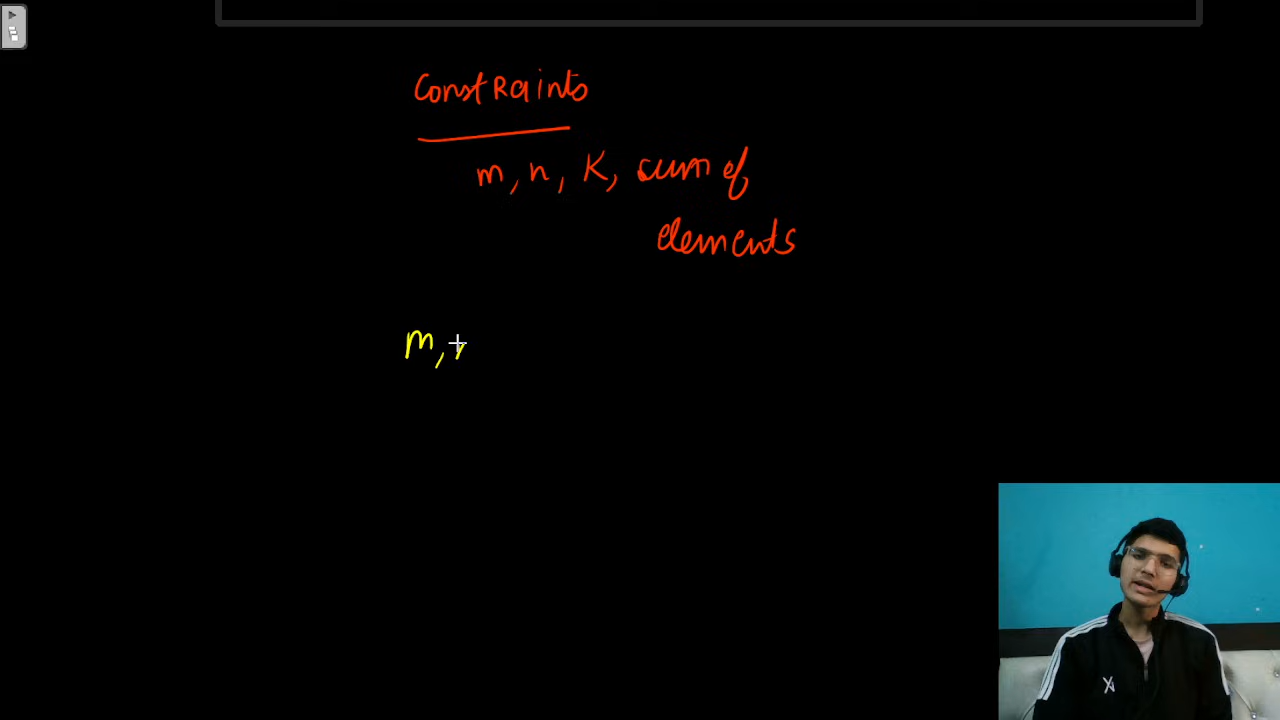 Constraints
m, n, K, sum of
elements
m,